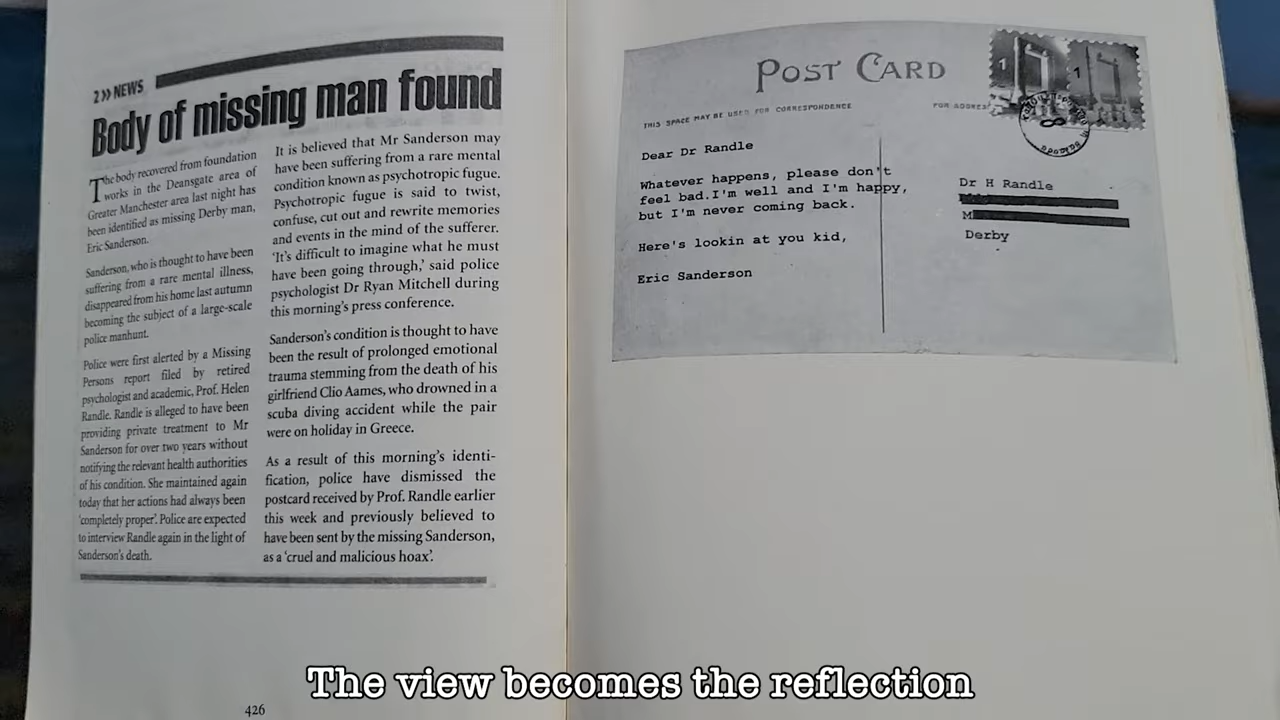 2 » NEWS
Body of missing man found
The body recovered from foundation
works in the Deansgate area of
Greater Manchester area last night has
been identified as missing Derby man,
Eric Sanderson.
Sanderson, who is thought to have been
suffering from a rare mental illness,
disappeared from his home last autumn
becoming the subject of a large-scale
police manhunt.
Police were first alerted by a Missing
Persons report filed by retired
psychologist and academic, Prof. Helen
Randle. Randle is alleged to have been
providing private treatment to Mr
Sanderson for over two years without
notifying the relevant health authorities
of his condition. She maintained again
today that her actions had always been
‘completely proper’. Police are expected
to interview Randle again in the light of
Sanderson’s death.
It is believed that Mr Sanderson may
have been suffering from a rare mental
condition known as psychotropic fugue.
Psychotropic fugue is said to twist,
confuse, cut out and rewrite memories
and events in the mind of the sufferer.
‘It’s difficult to imagine what he must
have been going through,’ said police
psychologist Dr Ryan Mitchell during
this morning’s press conference.
Sanderson’s condition is thought to have
been the result of prolonged emotional
trauma stemming from the death of his
girlfriend Clio Aames, who drowned in a
scuba diving accident while the pair
were on holiday in Greece.
As a result of this morning’s identi-
fication, police have dismissed the
postcard received by Prof. Randle earlier
this week and previously believed to
have been sent by the missing Sanderson,
as a ‘cruel and malicious hoax’.
426
POST CARD
THIS SPACE MAY BE USED FOR CORRESPONDENCE
FOR ADDRES
1
1
Dear Dr Randle
Whatever happens, please don't
feel bad.I'm well and I'm happy,
but I'm never coming back.
Here's lookin at you kid,
Eric Sanderson
Dr H Randle
M
Derby
The view becomes the reflection